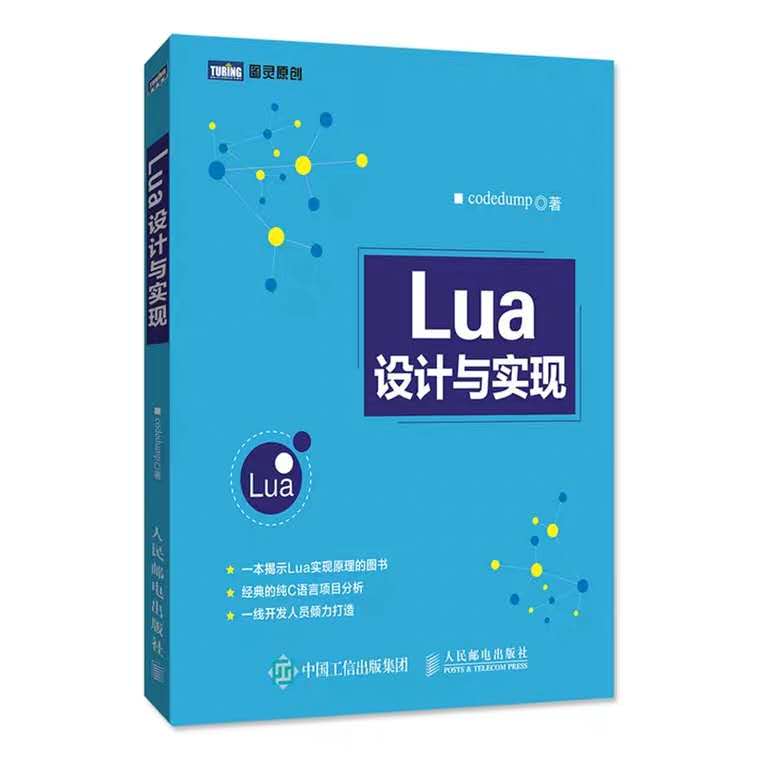 TURING 图灵原创
codedump◎著
Lua
设计与实现
Lua
一本揭示Lua实现原理的图书
经典的纯C语言项目分析
一线开发人员倾力打造
中国工信出版集团
人民邮电出版社
POSTS & TELECOM PRESS
Lua设计与实现
codedump◎著
人民邮电出版社